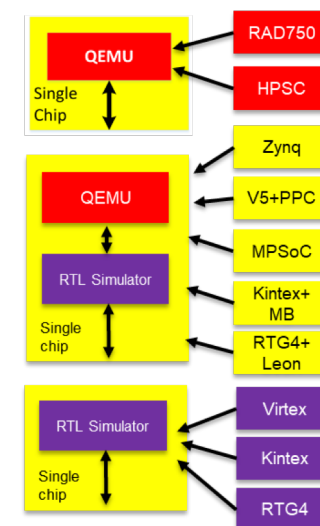 RAD750
QEMU
Single
Chip
HPSC
Zynq
QEMU
V5+PPC
MPSoC
RTL Simulator
Kintex+
MB
Single
chip
RTG4+
Leon
Virtex
RTL Simulator
Kintex
Single
chip
RTG4